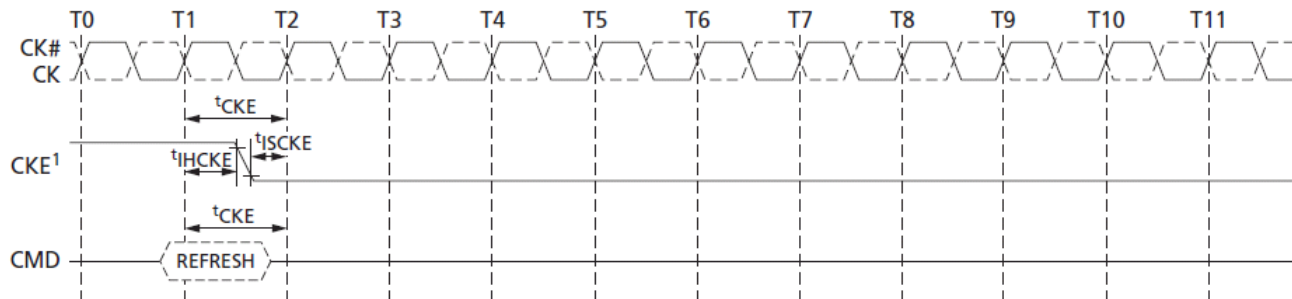 T0 T1 T2 T3 T4 T5 T6 T7 T8 T9 T10 T11
CK#
CK
tCKE
tISCKE
CKE1
tIHCKE
tCKE
CMD REFRESH